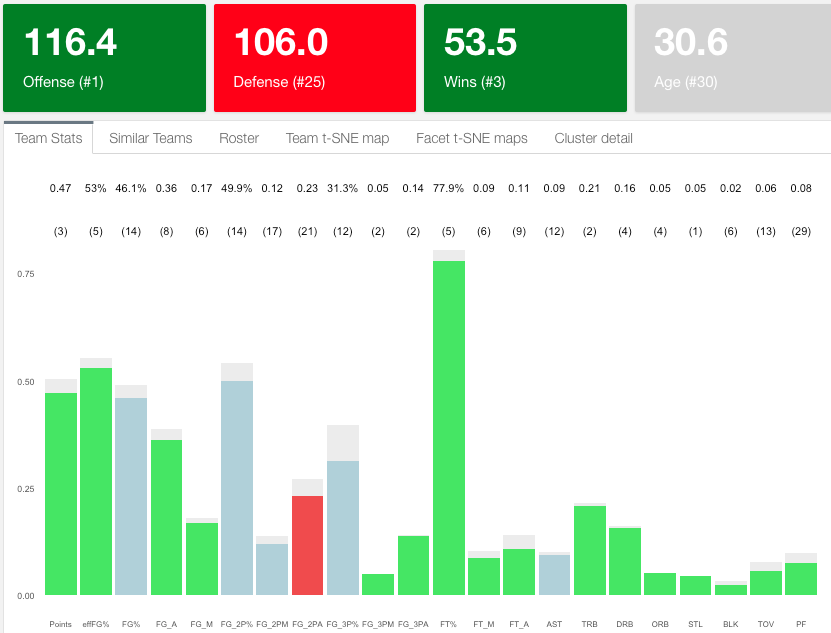 116.4 106.0 53.5 30.6
Offense (#1) Defense (#25) Wins (#3) Age (#30)
Team Stats Similar Teams Roster Team t-SNE map Facet t-SNE maps Cluster detail
0.47 53% 46.1% 0.36 0.17 49.9% 0.12 0.23 31.3% 0.05 0.14 77.9% 0.09 0.11 0.09 0.21 0.16 0.05 0.05 0.02 0.06 0.08
(3) (5) (14) (8) (6) (14) (17) (21) (12) (2) (2) (5) (6) (9) (12) (2) (4) (4) (1) (6) (13) (29)
0.75
0.50
0.25
0.00
Points effFG% FG% FG_A FG_M FG_2P% FG_2PM FG_2PA FG_3P% FG_3PM FG_3PA FT% FT_M FT_A AST TRB DRB ORB STL BLK TOV PF